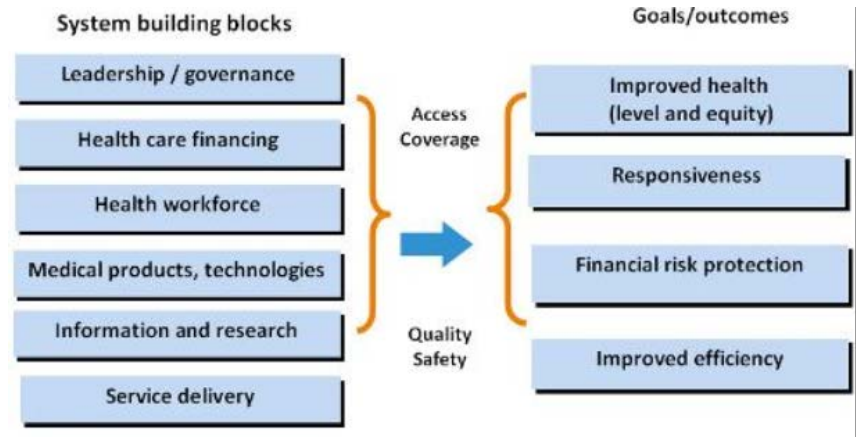 System building blocks
Leadership / governance
Health care financing
Health workforce
Medical products, technologies
Information and research
Service delivery
Access
Coverage
Quality
Safety
Goals/outcomes
Improved health
(level and equity)
Responsiveness
Financial risk protection
Improved efficiency